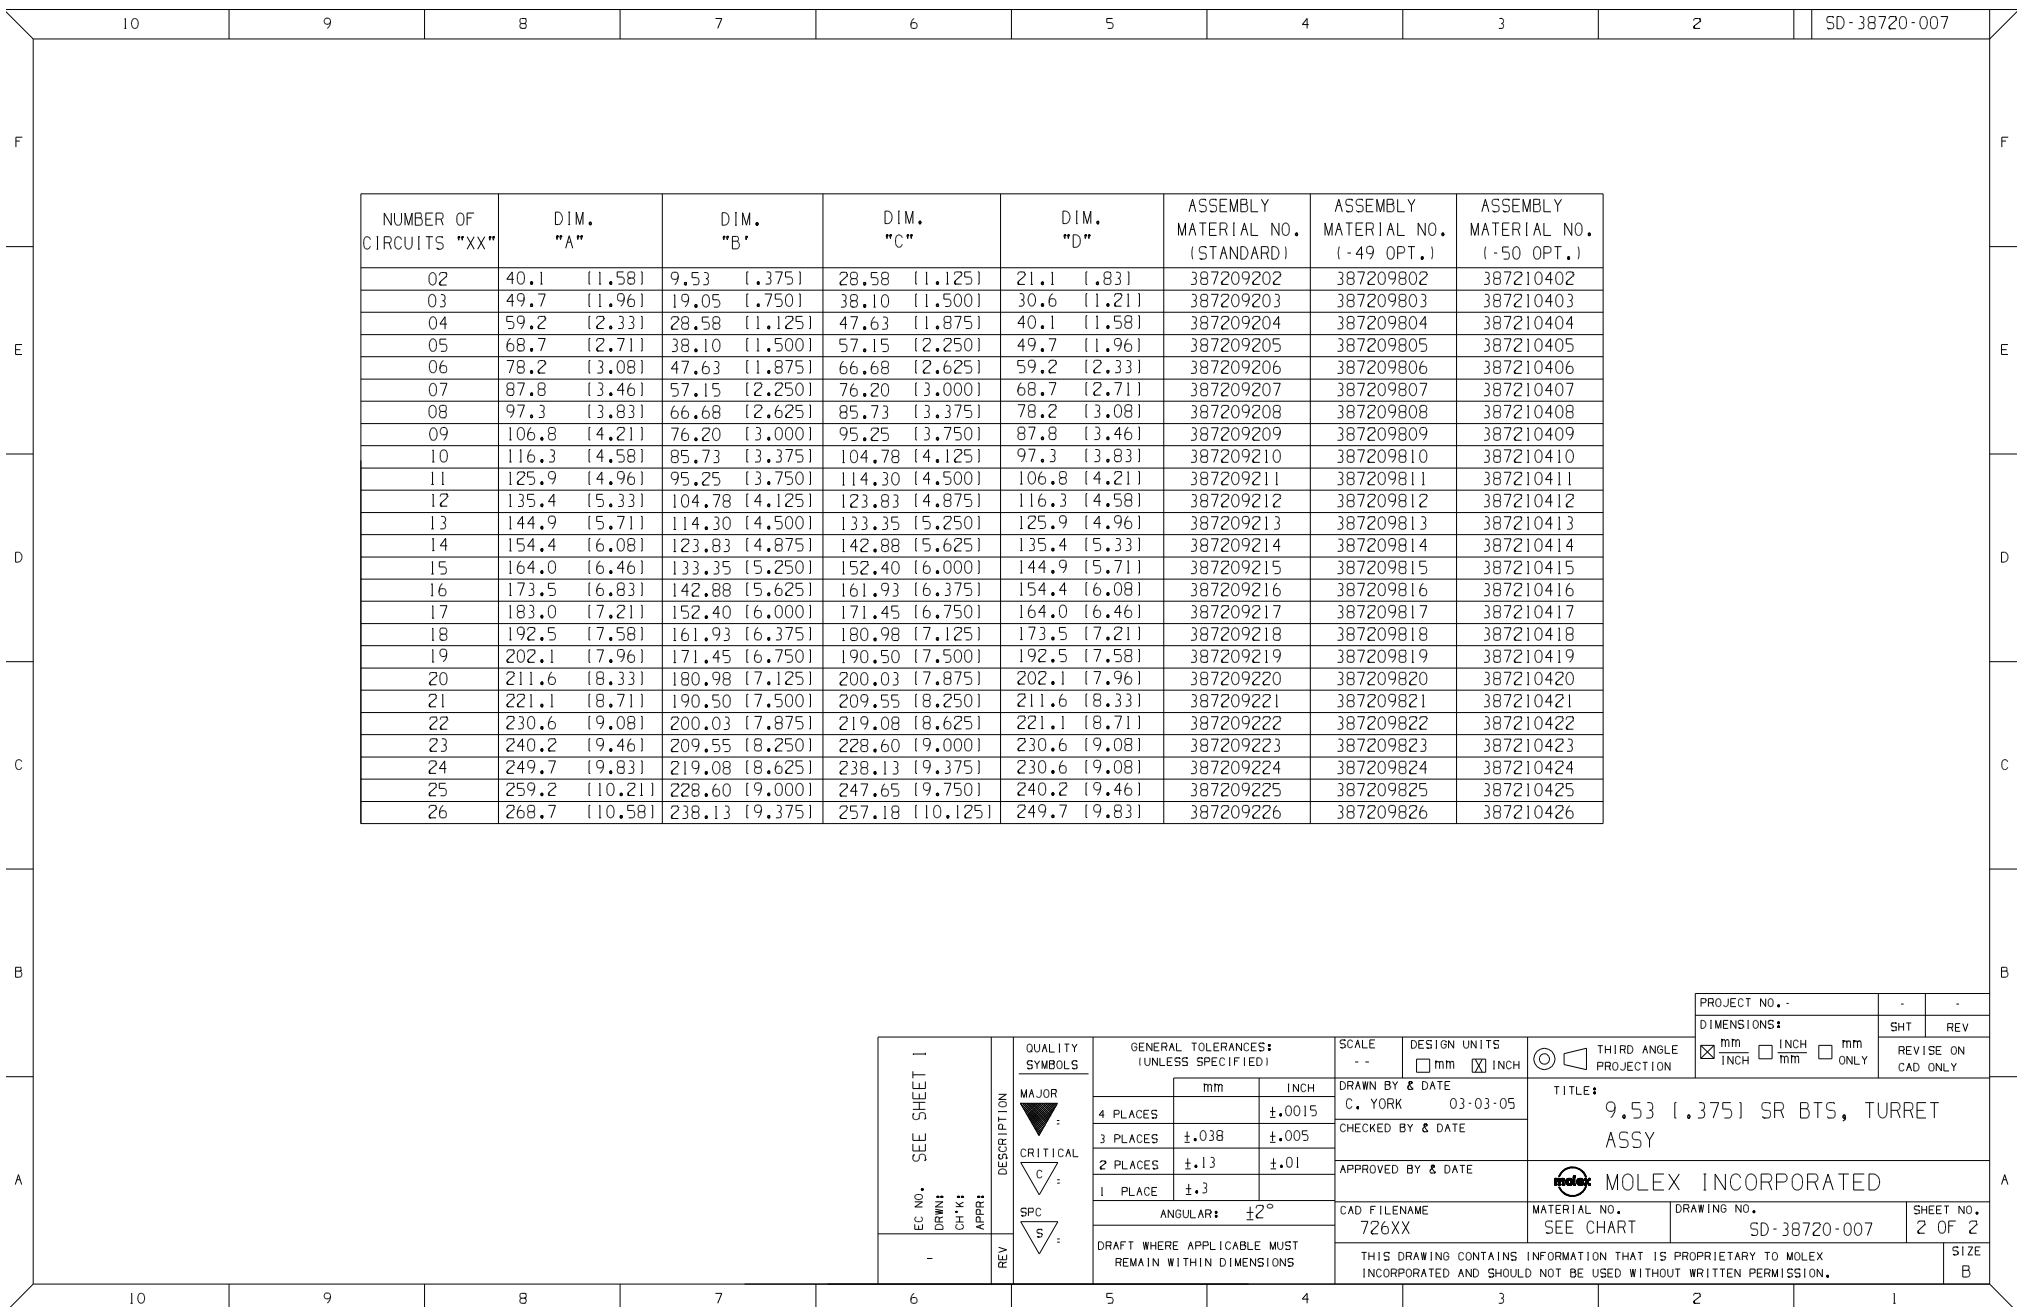 10 9 8 7 6 5 4 3 2 SD-38720-007
F F
E E
D D
C C
B B
A A
NUMBER OF CIRCUITS "XX" DIM. "A" DIM. "B' DIM. "C" DIM. "D" ASSEMBLY MATERIAL NO. (STANDARD) ASSEMBLY MATERIAL NO. (-49 OPT.) ASSEMBLY MATERIAL NO. (-50 OPT.)
02 40.1 [1.58] 9.53 [.375] 28.58 [1.125] 21.1 [.83] 387209202 387209802 387210402
03 49.7 [1.96] 19.05 [.750] 38.10 [1.500] 30.6 [1.21] 387209203 387209803 387210403
04 59.2 [2.33] 28.58 [1.125] 47.63 [1.875] 40.1 [1.58] 387209204 387209804 387210404
05 68.7 [2.71] 38.10 [1.500] 57.15 [2.250] 49.7 [1.96] 387209205 387209805 387210405
06 78.2 [3.08] 47.63 [1.875] 66.68 [2.625] 59.2 [2.33] 387209206 387209806 387210406
07 87.8 [3.46] 57.15 [2.250] 76.20 [3.000] 68.7 [2.71] 387209207 387209807 387210407
08 97.3 [3.83] 66.68 [2.625] 85.73 [3.375] 78.2 [3.08] 387209208 387209808 387210408
09 106.8 [4.21] 76.20 [3.000] 95.25 [3.750] 87.8 [3.46] 387209209 387209809 387210409
10 116.3 [4.58] 85.73 [3.375] 104.78 [4.125] 97.3 [3.83] 387209210 387209810 387210410
11 125.9 [4.96] 95.25 [3.750] 114.30 [4.500] 106.8 [4.21] 387209211 387209811 387210411
12 135.4 [5.33] 104.78 [4.125] 123.83 [4.875] 116.3 [4.58] 387209212 387209812 387210412
13 144.9 [5.71] 114.30 [4.500] 133.35 [5.250] 125.9 [4.96] 387209213 387209813 387210413
14 154.4 [6.08] 123.83 [4.875] 142.88 [5.625] 135.4 [5.33] 387209214 387209814 387210414
15 164.0 [6.46] 133.35 [5.250] 152.40 [6.000] 144.9 [5.71] 387209215 387209815 387210415
16 173.5 [6.83] 142.88 [5.625] 161.93 [6.375] 154.4 [6.08] 387209216 387209816 387210416
17 183.0 [7.21] 152.40 [6.000] 171.45 [6.750] 164.0 [6.46] 387209217 387209817 387210417
18 192.5 [7.58] 161.93 [6.375] 180.98 [7.125] 173.5 [7.21] 387209218 387209818 387210418
19 202.1 [7.96] 171.45 [6.750] 190.50 [7.500] 192.5 [7.58] 387209219 387209819 387210419
20 211.6 [8.33] 180.98 [7.125] 200.03 [7.875] 202.1 [7.96] 387209220 387209820 387210420
21 221.1 [8.71] 190.50 [7.500] 209.55 [8.250] 211.6 [8.33] 387209221 387209821 387210421
22 230.6 [9.08] 200.03 [7.875] 219.08 [8.625] 221.1 [8.71] 387209222 387209822 387210422
23 240.2 [9.46] 209.55 [8.250] 228.60 [9.000] 230.6 [9.08] 387209223 387209823 387210423
24 249.7 [9.83] 219.08 [8.625] 238.13 [9.375] 230.6 [9.08] 387209224 387209824 387210424
25 259.2 [10.21] 228.60 [9.000] 247.65 [9.750] 240.2 [9.46] 387209225 387209825 387210425
26 268.7 [10.58] 238.13 [9.375] 257.18 [10.125] 249.7 [9.83] 387209226 387209826 387210426
PROJECT NO. - - -
DIMENSIONS: SHT REV
mm/INCH INCH/mm mm ONLY
REVISE ON
CAD ONLY
EC NO. SEE SHEET 1
DRWN:
CH'K:
APPR:
DESCRIPTION
-
REV
QUALITY
SYMBOLS
MAJOR
=
CRITICAL
C =
SPC
S =
GENERAL TOLERANCES:
(UNLESS SPECIFIED)
mm INCH
4 PLACES ±.0015
3 PLACES ±.038 ±.005
2 PLACES ±.13 ±.01
1 PLACE ±.3
ANGULAR: ±2°
DRAFT WHERE APPLICABLE MUST
REMAIN WITHIN DIMENSIONS
SCALE
--
DESIGN UNITS
mm X INCH
THIRD ANGLE
PROJECTION
DRAWN BY & DATE
C. YORK 03-03-05
CHECKED BY & DATE
APPROVED BY & DATE
TITLE:
9.53 [.375] SR BTS, TURRET
ASSY
molex MOLEX INCORPORATED
CAD FILENAME
726XX
MATERIAL NO.
SEE CHART
DRAWING NO.
SD-38720-007
SHEET NO.
2 OF 2
THIS DRAWING CONTAINS INFORMATION THAT IS PROPRIETARY TO MOLEX
INCORPORATED AND SHOULD NOT BE USED WITHOUT WRITTEN PERMISSION.
SIZE
B
10 9 8 7 6 5 4 3 2 1